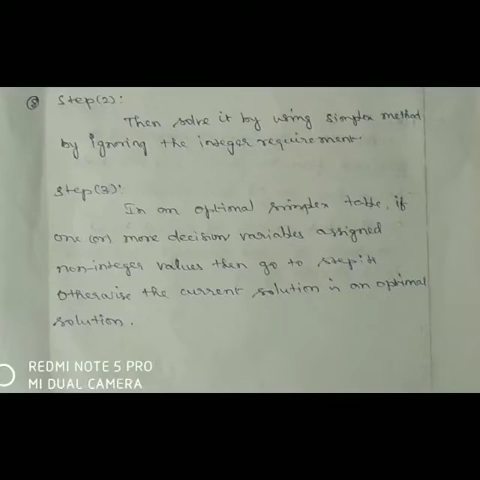 ⑧ Step(2):
Then solve it by using simplex method
by ignoring the integer requirement.
Step(3):
In an optional simplex table, if
one (or) more decision variables assigned
non-integer values then go to step:4
Otherwise the current solution is an optimal
solution.
REDMI NOTE 5 PRO
MI DUAL CAMERA